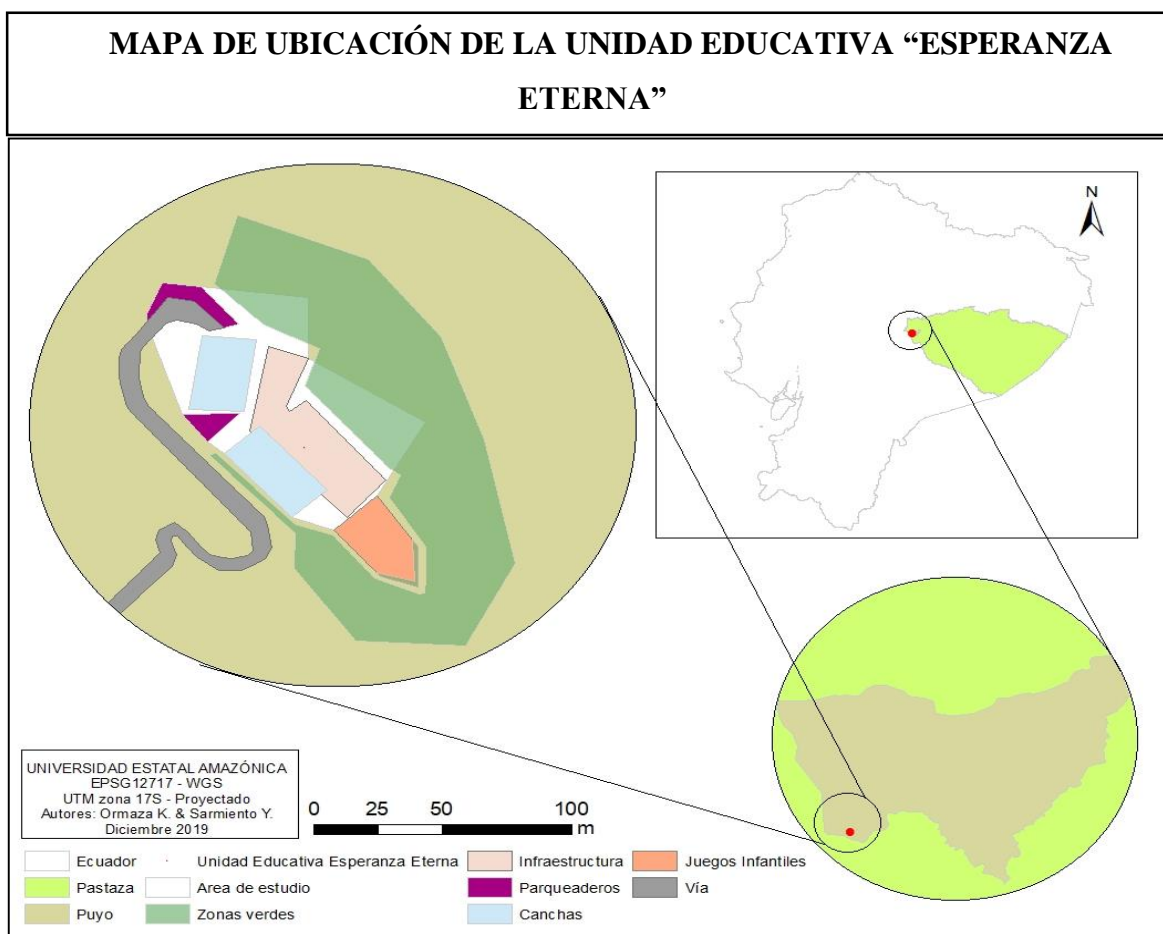 MAPA DE UBICACIÓN DE LA UNIDAD EDUCATIVA “ESPERANZA
ETERNA”
N
UNIVERSIDAD ESTATAL AMAZÓNICA
EPSG12717 - WGS
UTM zona 17S - Proyectado
Autores: Ormaza K. & Sarmiento Y.
Diciembre 2019
0 25 50 100
m
Ecuador
Pastaza
Puyo
Unidad Educativa Esperanza Eterna
Area de estudio
Zonas verdes
Infraestructura
Parqueaderos
Canchas
Juegos Infantiles
Vía